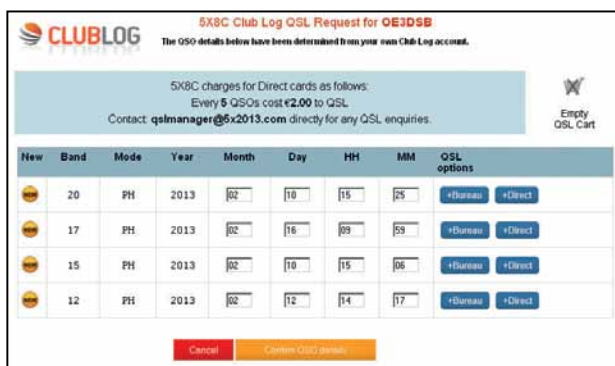 CLUBLOG
5X8C Club Log QSL Request for OE3DSB
The QSO details below have been determined from your own Club Log account.
5X8C charges for Direct cards as follows:
Every 5 QSOs cost €2.00 to QSL
Contact: qslmanager@5x2013.com directly for any QSL enquiries.
Empty
QSL Cart
New Band Mode Year Month Day HH MM QSL options
NEW 20 PH 2013 02 10 15 25 +Bureau +Direct
NEW 17 PH 2013 02 16 09 59 +Bureau +Direct
NEW 15 PH 2013 02 10 15 06 +Bureau +Direct
NEW 12 PH 2013 02 12 14 17 +Bureau +Direct
Cancel Confirm QSO details